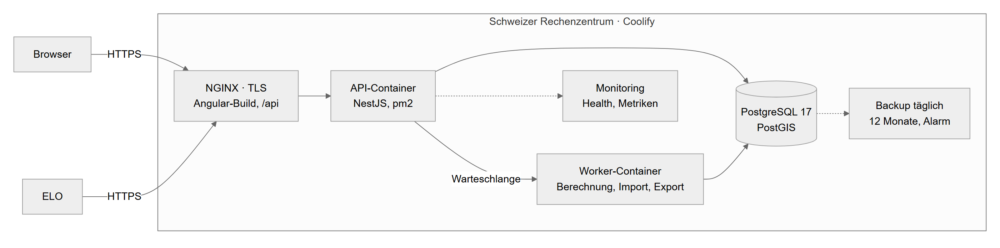 Schweizer Rechenzentrum · Coolify
Browser
HTTPS
NGINX · TLS
Angular-Build, /api
API-Container
NestJS, pm2
Monitoring
Health, Metriken
PostgreSQL 17
PostGIS
Backup täglich
12 Monate, Alarm
Warteschlange
Worker-Container
Berechnung, Import, Export
ELO
HTTPS